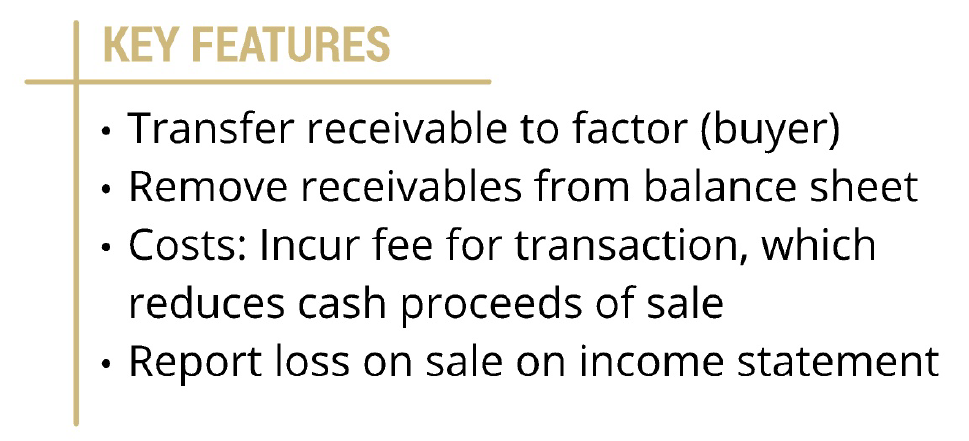 KEY FEATURES
• Transfer receivable to factor (buyer)
• Remove receivables from balance sheet
• Costs: Incur fee for transaction, which
reduces cash proceeds of sale
• Report loss on sale on income statement